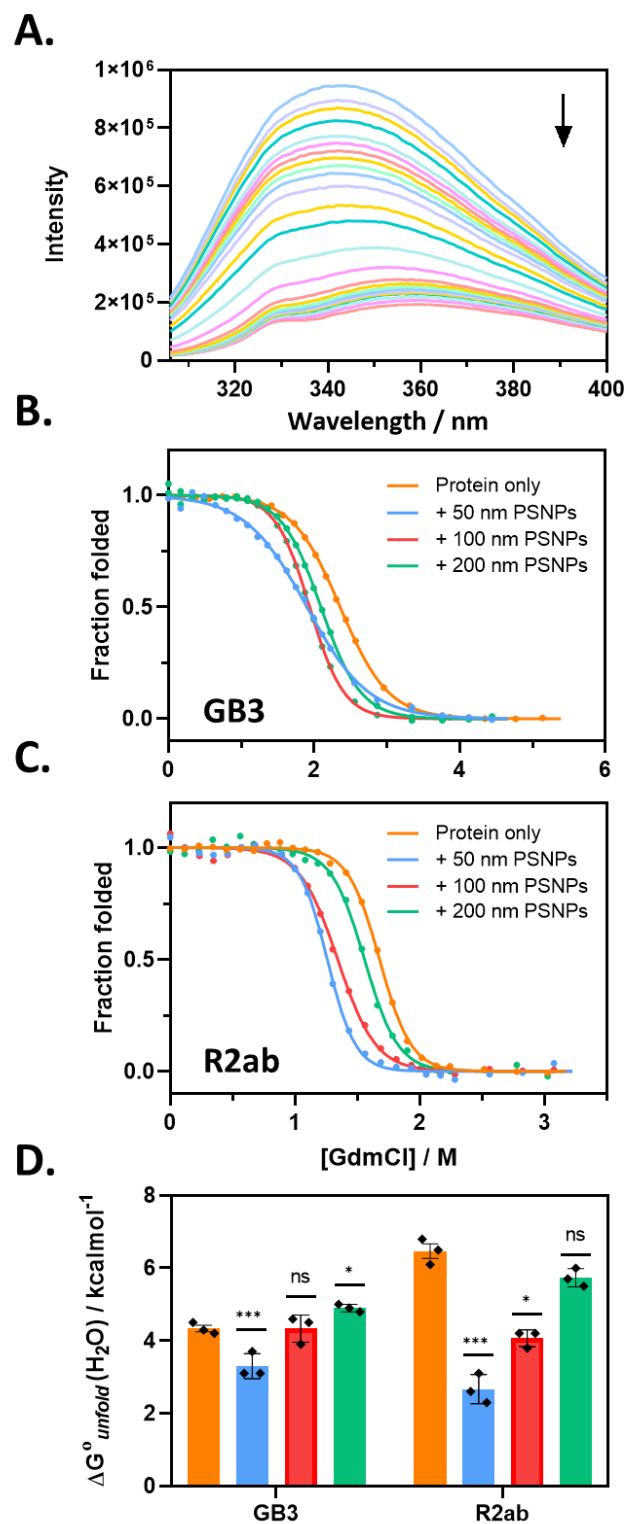 A.
1×10⁶
8×10⁵
6×10⁵
4×10⁵
2×10⁵
0
Intensity
320 340 360 380 400
Wavelength / nm
B.
1.0
0.5
0.0
Fraction folded
Protein only
+ 50 nm PSNPs
+ 100 nm PSNPs
+ 200 nm PSNPs
GB3
0 2 4 6
C.
1.0
0.5
0.0
Fraction folded
Protein only
+ 50 nm PSNPs
+ 100 nm PSNPs
+ 200 nm PSNPs
R2ab
0 1 2 3
[GdmCl] / M
D.
8
6
4
2
0
ΔG° unfold (H₂O) / kcalmol⁻¹
*** ns * *** * ns
GB3 R2ab